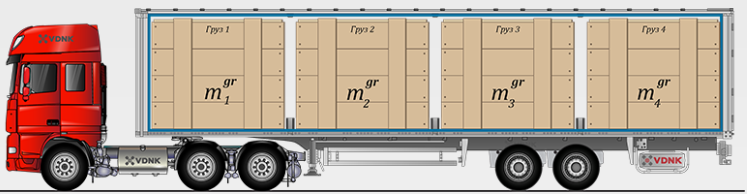 VDNK
Груз 1
Груз 2
Груз 3
Груз 4
m₁ᵍʳ
m₂ᵍʳ
m₃ᵍʳ
m₄ᵍʳ
VDNK
VDNK